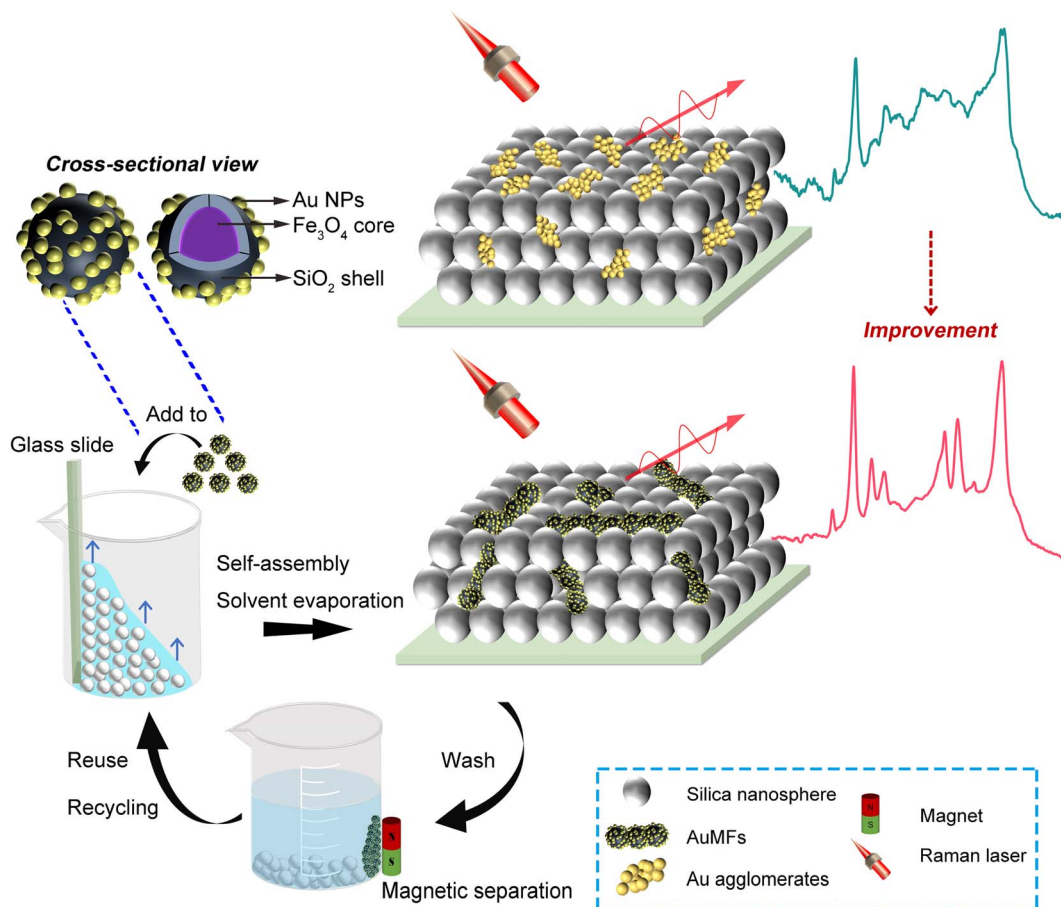 Cross-sectional view
Au NPs
Fe₃O₄ core
SiO₂ shell
Improvement
Add to
Glass slide
Self-assembly
Solvent evaporation
Reuse
Recycling
Wash
N
S
Magnetic separation
Silica nanosphere
AuMFs
Au agglomerates
N
S
Magnet
Raman laser